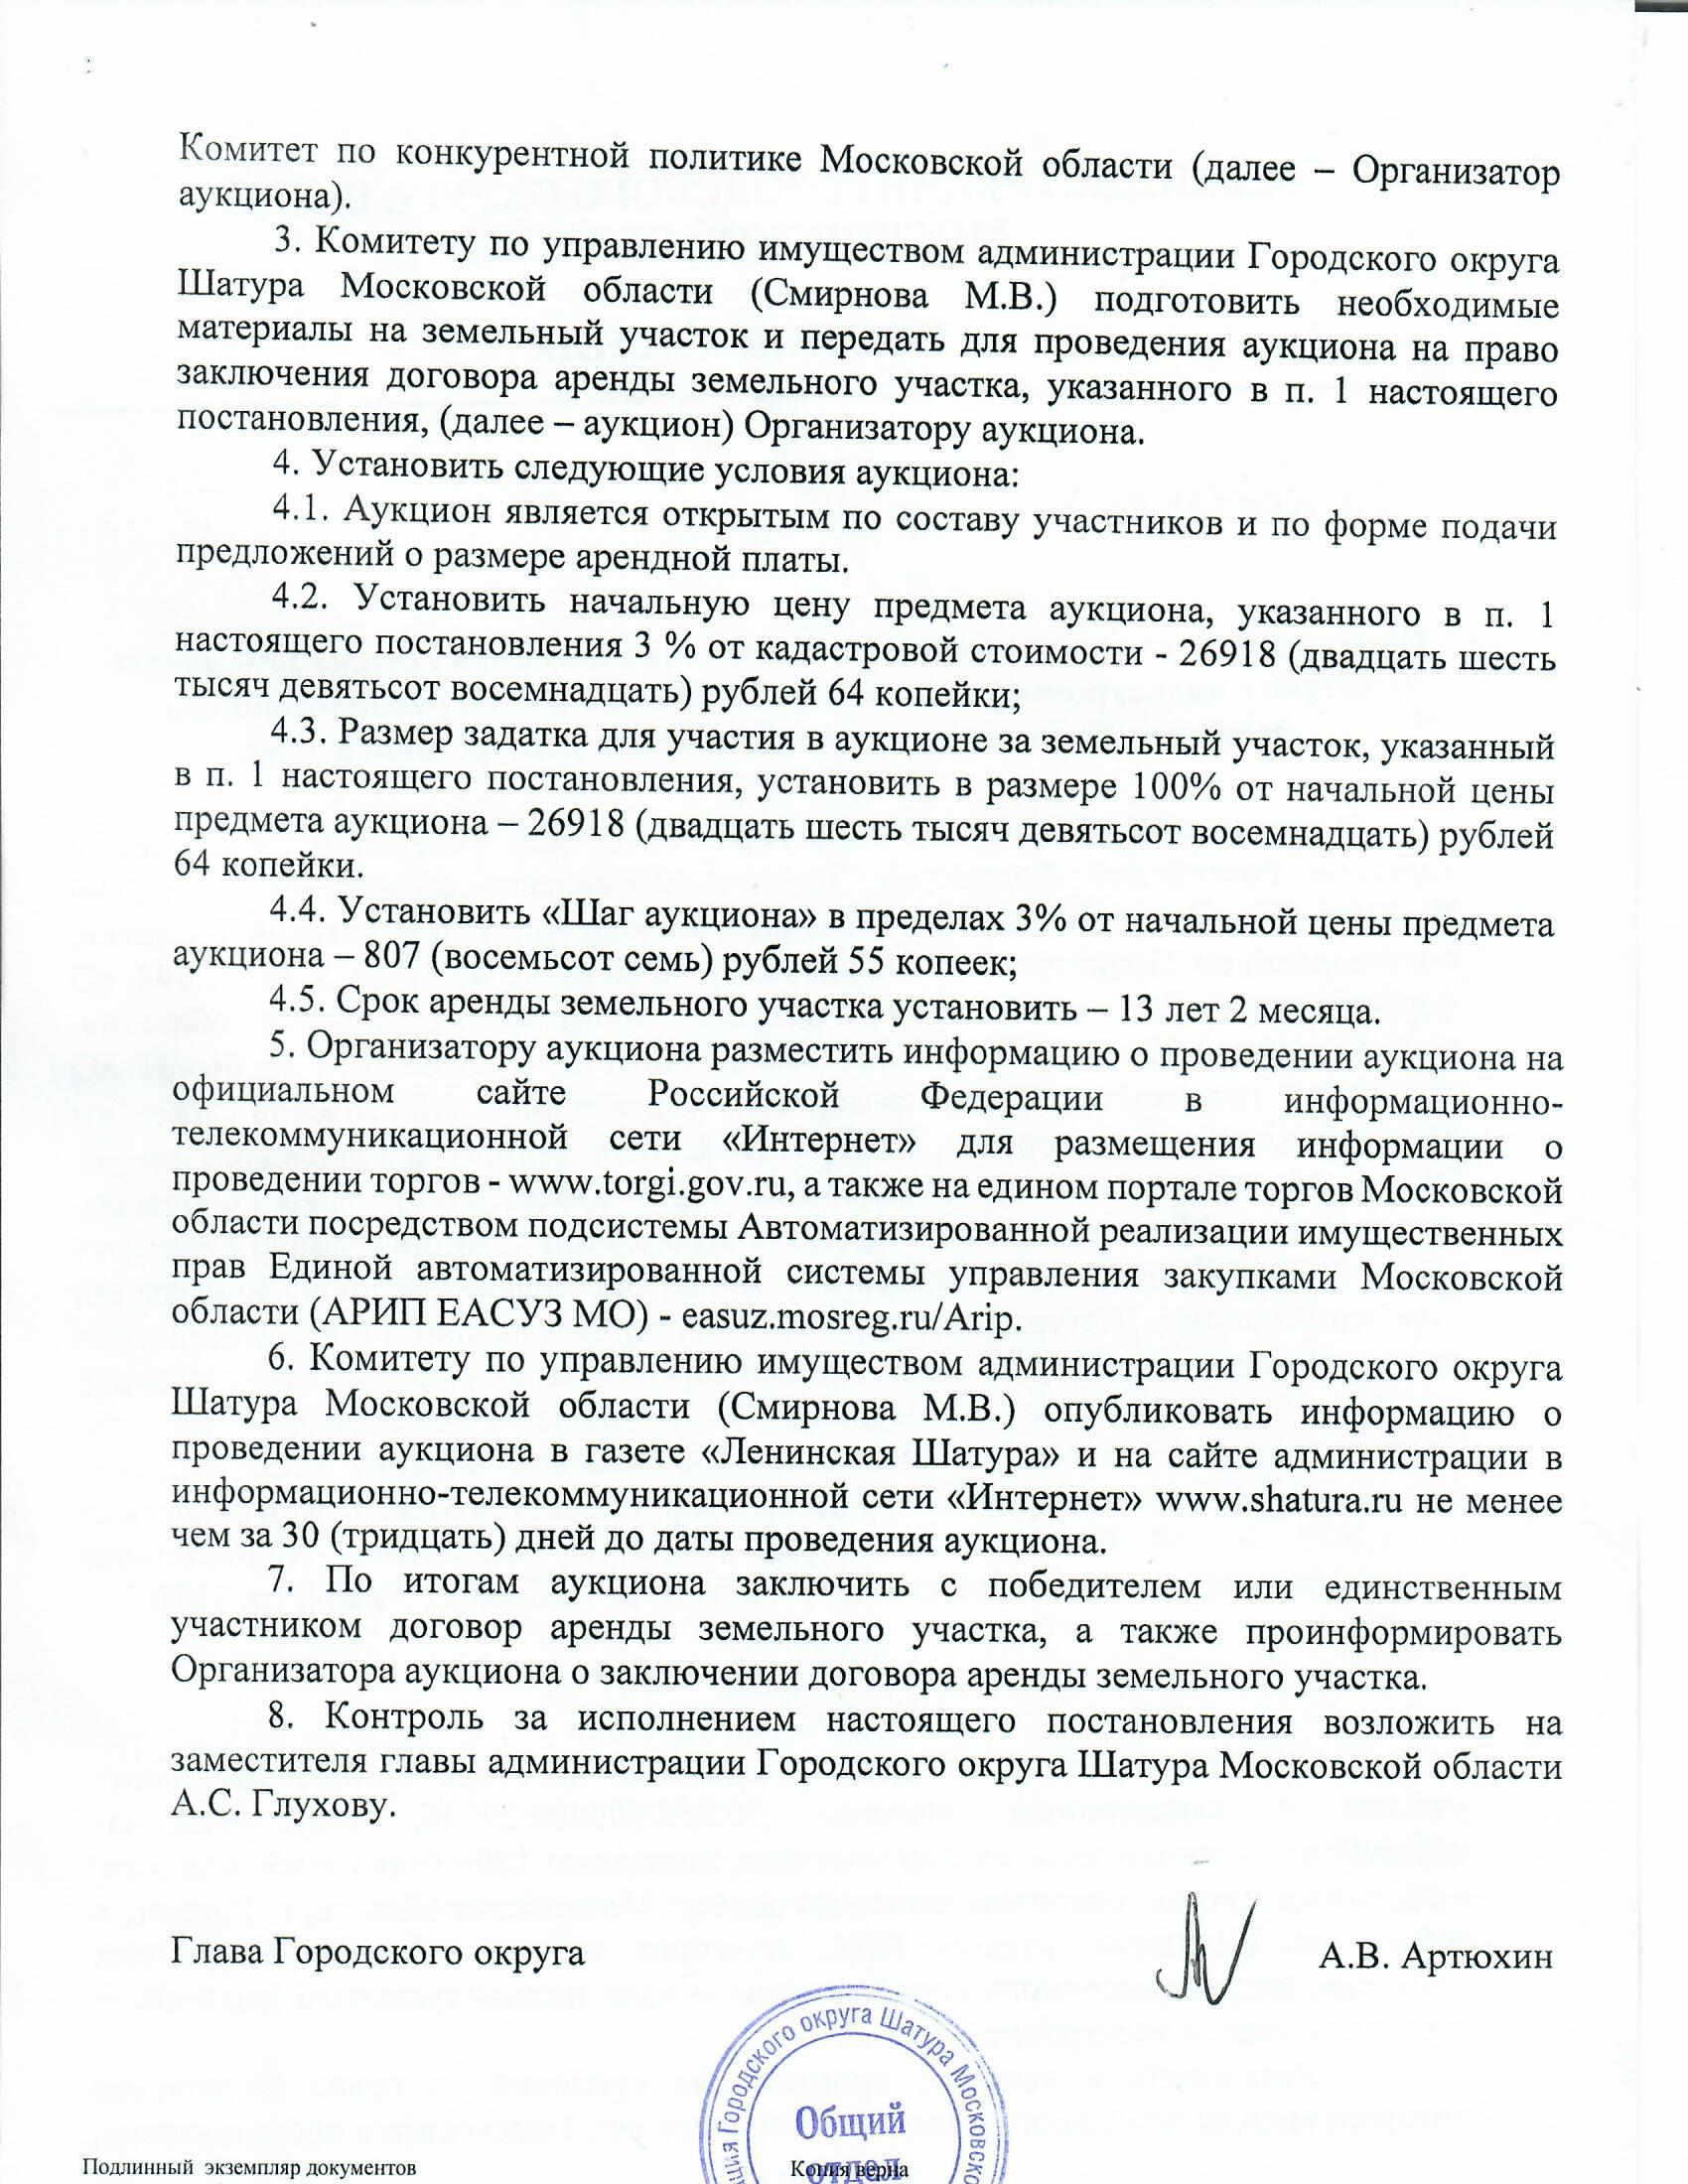 Комитет по конкурентной политике Московской области (далее – Организатор
аукциона).
3. Комитету по управлению имуществом администрации Городского округа
Шатура Московской области (Смирнова М.В.) подготовить необходимые
материалы на земельный участок и передать для проведения аукциона на право
заключения договора аренды земельного участка, указанного в п. 1 настоящего
постановления, (далее – аукцион) Организатору аукциона.
4. Установить следующие условия аукциона:
4.1. Аукцион является открытым по составу участников и по форме подачи
предложений о размере арендной платы.
4.2. Установить начальную цену предмета аукциона, указанного в п. 1
настоящего постановления 3 % от кадастровой стоимости - 26918 (двадцать шесть
тысяч девятьсот восемнадцать) рублей 64 копейки;
4.3. Размер задатка для участия в аукционе за земельный участок, указанный
в п. 1 настоящего постановления, установить в размере 100% от начальной цены
предмета аукциона – 26918 (двадцать шесть тысяч девятьсот восемнадцать) рублей
64 копейки.
4.4. Установить «Шаг аукциона» в пределах 3% от начальной цены предмета
аукциона – 807 (восемьсот семь) рублей 55 копеек;
4.5. Срок аренды земельного участка установить – 13 лет 2 месяца.
5. Организатору аукциона разместить информацию о проведении аукциона на
официальном сайте Российской Федерации в информационно-
телекоммуникационной сети «Интернет» для размещения информации о
проведении торгов - www.torgi.gov.ru, а также на едином портале торгов Московской
области посредством подсистемы Автоматизированной реализации имущественных
прав Единой автоматизированной системы управления закупками Московской
области (АРИП ЕАСУЗ МО) - easuz.mosreg.ru/Arip.
6. Комитету по управлению имуществом администрации Городского округа
Шатура Московской области (Смирнова М.В.) опубликовать информацию о
проведении аукциона в газете «Ленинская Шатура» и на сайте администрации в
информационно-телекоммуникационной сети «Интернет» www.shatura.ru не менее
чем за 30 (тридцать) дней до даты проведения аукциона.
7. По итогам аукциона заключить с победителем или единственным
участником договор аренды земельного участка, а также проинформировать
Организатора аукциона о заключении договора аренды земельного участка.
8. Контроль за исполнением настоящего постановления возложить на
заместителя главы администрации Городского округа Шатура Московской области
А.С. Глухову.
Глава Городского округа А.В. Артюхин
Городского округа Шатура
Общий
отдел
Подлинный экземпляр документов Копия верна